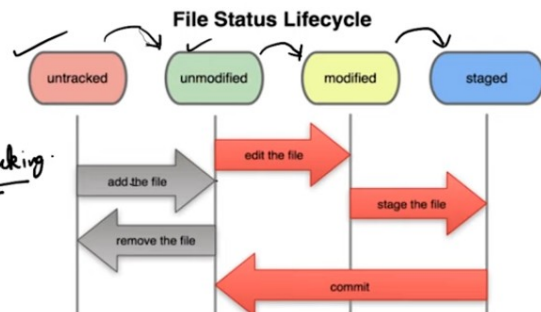 File Status Lifecycle
untracked
unmodified
modified
staged
edit the file
add the file
stage the file
remove the file
commit